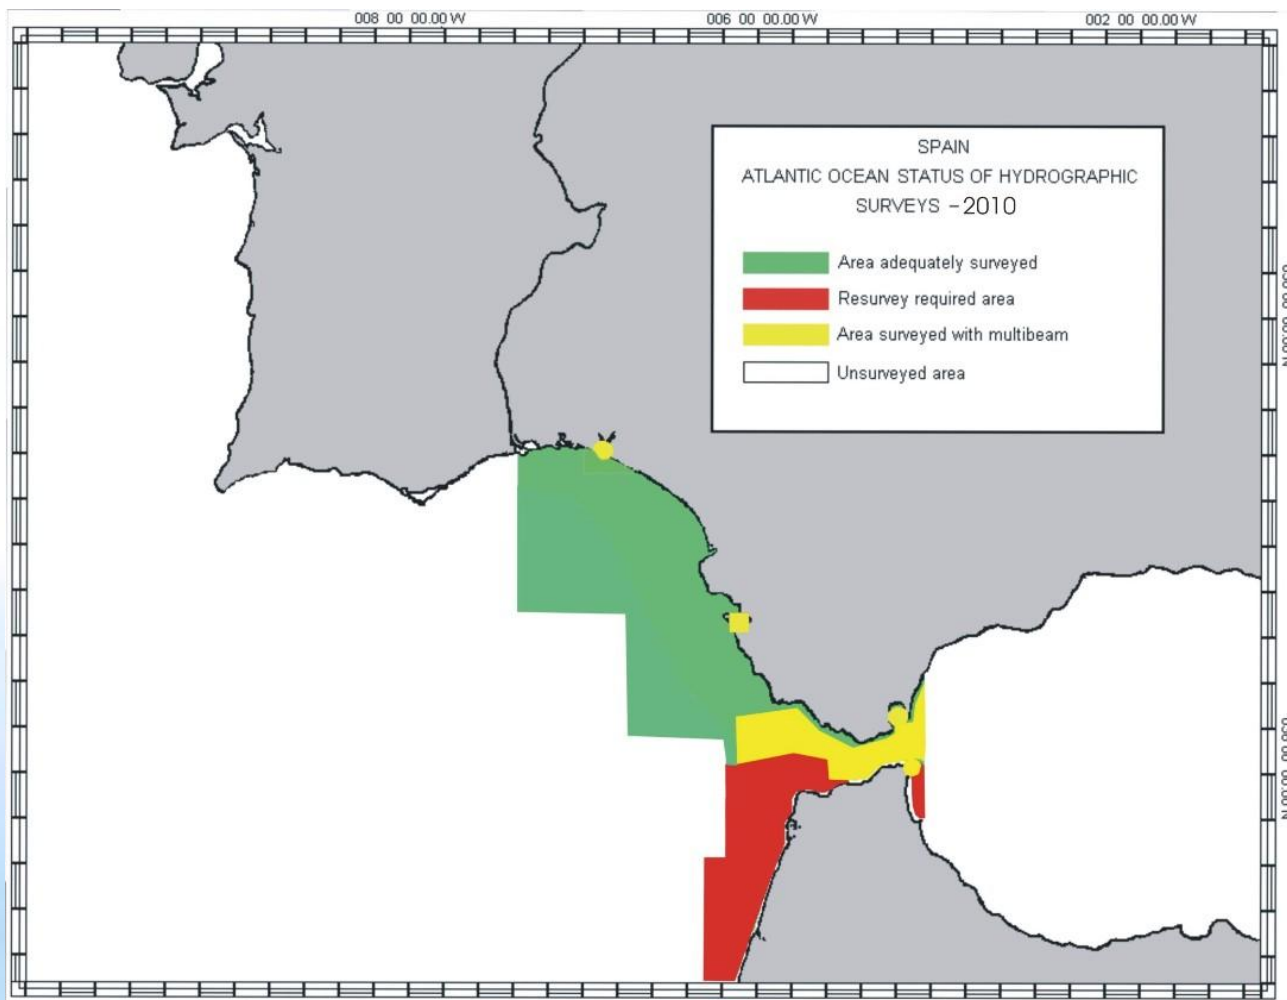 008 00 00.00 W
006 00 00.00 W
002 00 00.00 W
SPAIN
ATLANTIC OCEAN STATUS OF HYDROGRAPHIC
SURVEYS - 2010
Area adequately surveyed
Resurvey required area
Area surveyed with multibeam
Unsurveyed area